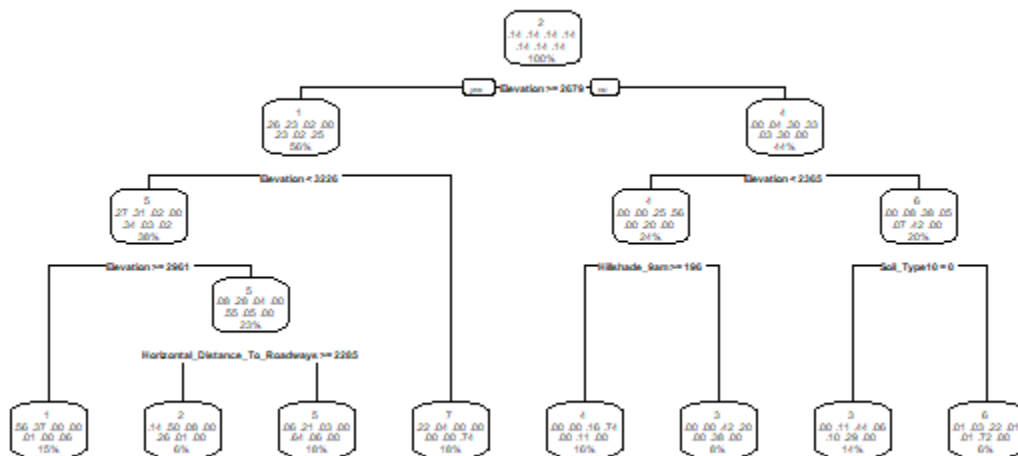 2
.14 .14 .14 .14
.14 .14 .14
100%
yes Elevation >= 2679 no
1
.26 .23 .02 .00
.23 .02 .25
56%
4
.00 .04 .30 .33
.03 .30 .00
44%
Elevation < 3226
Elevation < 2365
5
.27 .31 .02 .00
.34 .03 .02
38%
4
.00 .00 .25 .56
.00 .20 .00
24%
6
.00 .08 .38 .05
.07 .42 .00
20%
Elevation >= 2961
Hillshade_9am >= 196
Soil_Type10 = 0
5
.08 .28 .04 .00
.55 .05 .00
23%
Horizontal_Distance_To_Roadways >= 2285
1
.56 .37 .00 .00
.01 .00 .06
15%
2
.14 .50 .08 .00
.26 .01 .00
6%
5
.06 .21 .03 .00
.64 .06 .00
18%
7
.22 .04 .00 .00
.00 .00 .74
18%
4
.00 .00 .16 .74
.00 .11 .00
16%
3
.00 .00 .42 .20
.00 .38 .00
8%
3
.00 .11 .44 .06
.10 .29 .00
14%
6
.01 .03 .22 .01
.01 .72 .00
6%